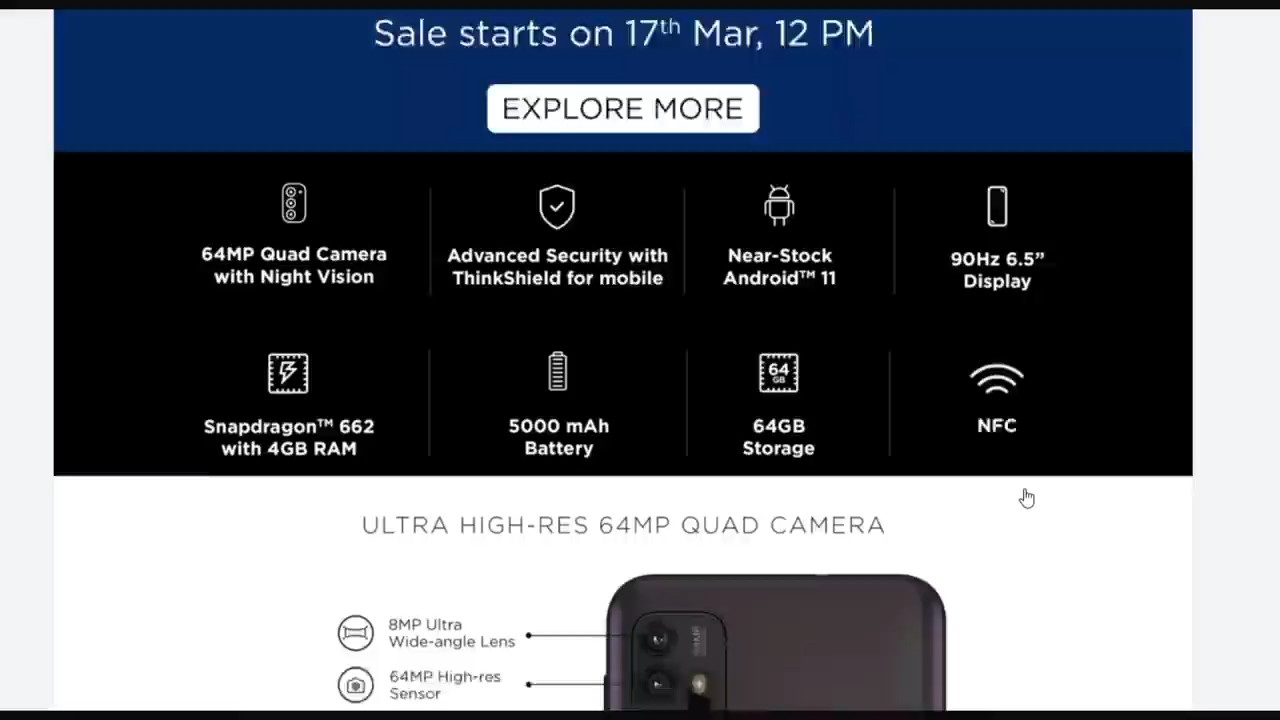 Sale starts on 17th Mar, 12 PM
EXPLORE MORE
64MP Quad Camera
with Night Vision
Advanced Security with
ThinkShield for mobile
Near-Stock
Android™ 11
90Hz 6.5”
Display
64
GB
Snapdragon™ 662
with 4GB RAM
5000 mAh
Battery
64GB
Storage
NFC
ULTRA HIGH-RES 64MP QUAD CAMERA
8MP Ultra
Wide-angle Lens
64MP High-res
Sensor